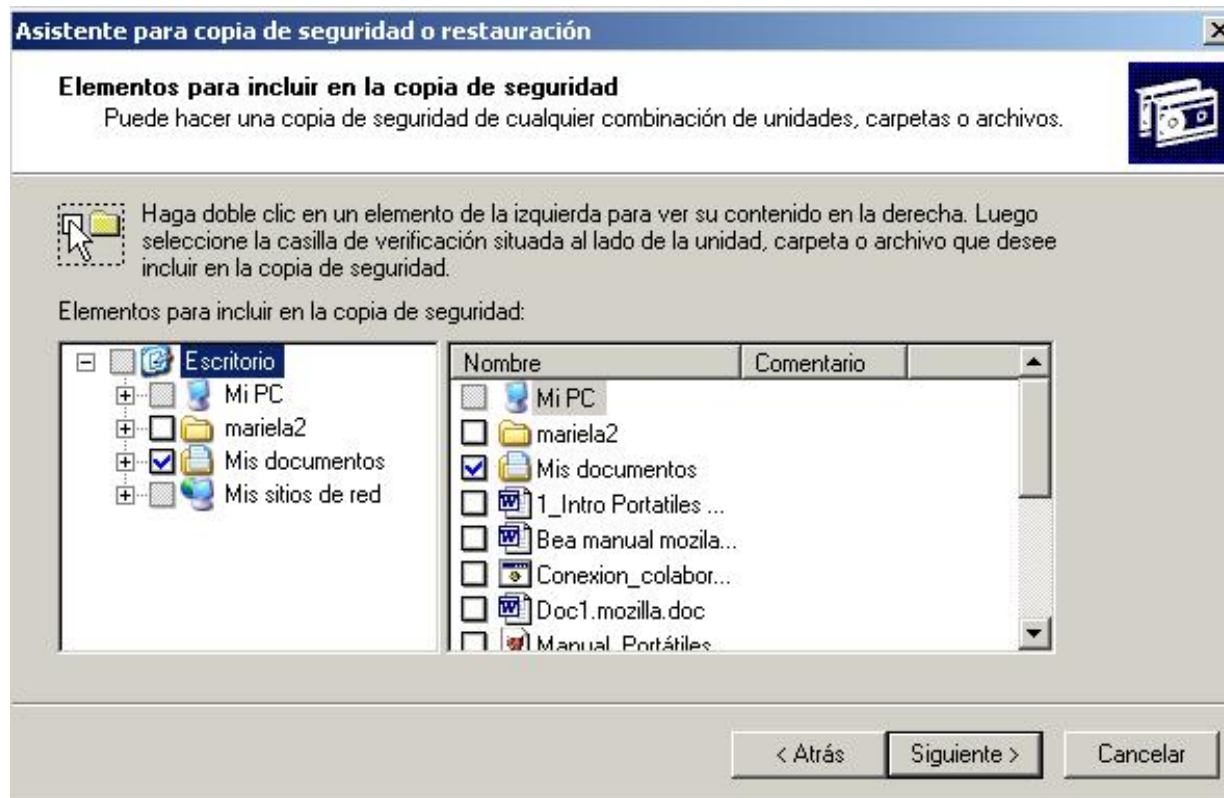 Asistente para copia de seguridad o restauración
Elementos para incluir en la copia de seguridad
Puede hacer una copia de seguridad de cualquier combinación de unidades, carpetas o archivos.
Haga doble clic en un elemento de la izquierda para ver su contenido en la derecha. Luego
seleccione la casilla de verificación situada al lado de la unidad, carpeta o archivo que desee
incluir en la copia de seguridad.
Elementos para incluir en la copia de seguridad:
Escritorio
Mi PC
mariela2
Mis documentos
Mis sitios de red
Nombre Comentario
Mi PC
mariela2
Mis documentos
1_Intro Portatiles ...
Bea manual mozila...
Conexion_colabor...
Doc1.mozilla.doc
Manual_Portátiles
< Atrás Siguiente > Cancelar